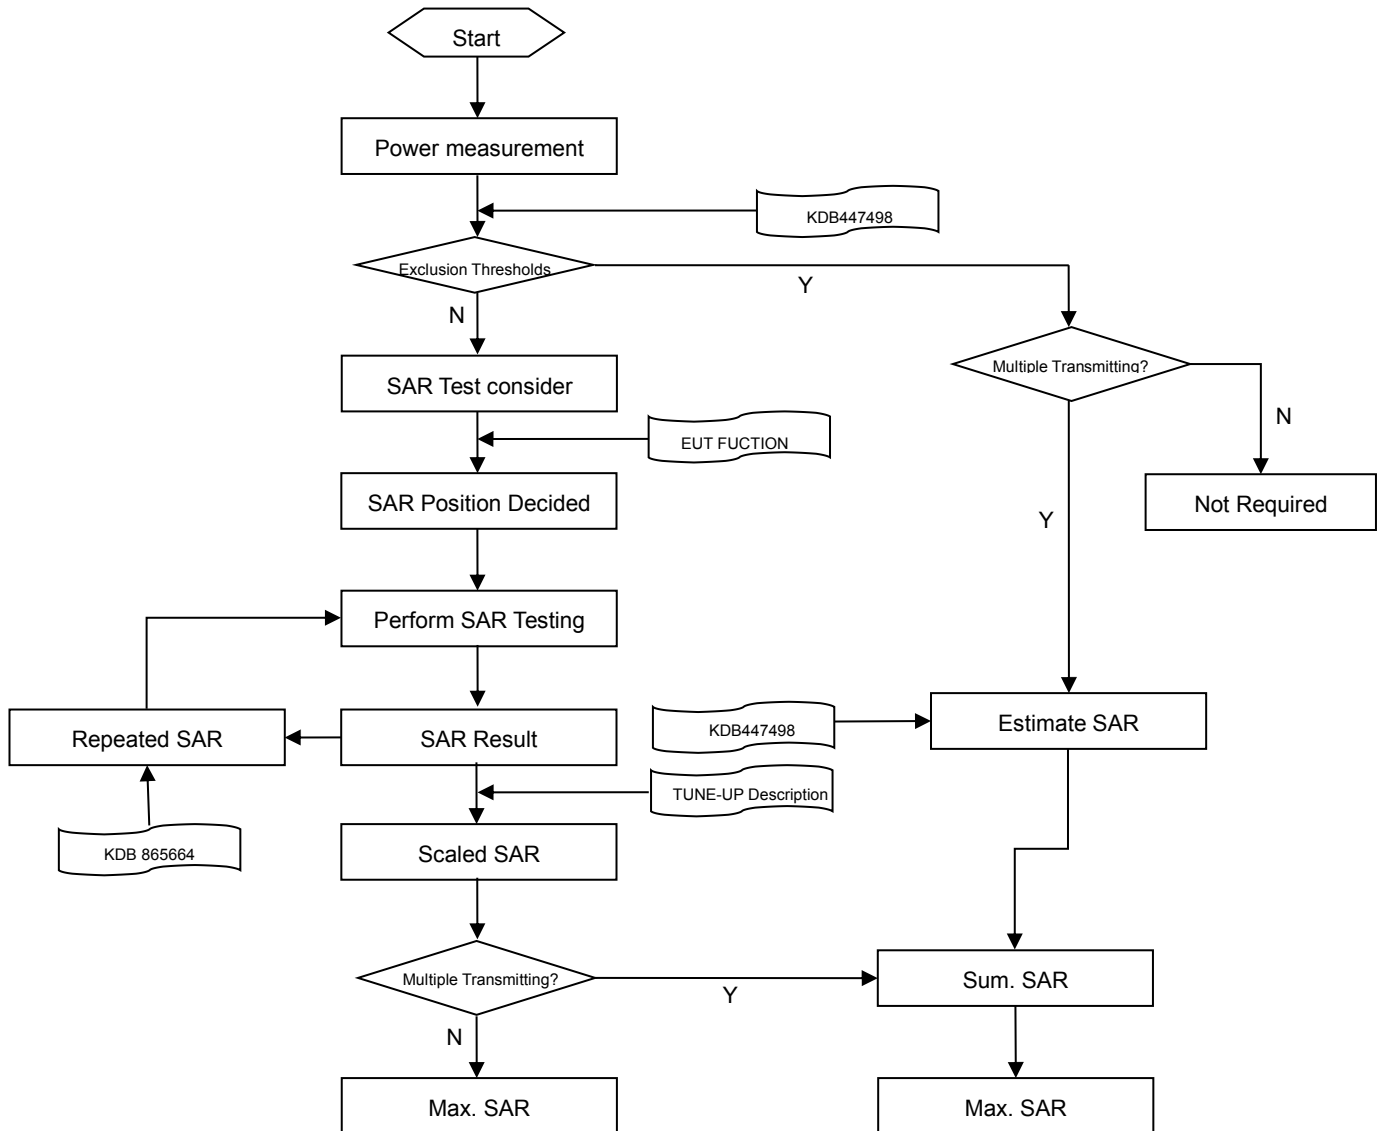 Start
Power measurement
KDB447498
Exclusion Thresholds
Y
N
Multiple Transmitting?
SAR Test consider
N
EUT FUCTION
SAR Position Decided
Not Required
Y
Perform SAR Testing
Repeated SAR
SAR Result
KDB447498
Estimate SAR
TUNE-UP Description
KDB 865664
Scaled SAR
Multiple Transmitting?
Y
Sum. SAR
N
Max. SAR
Max. SAR